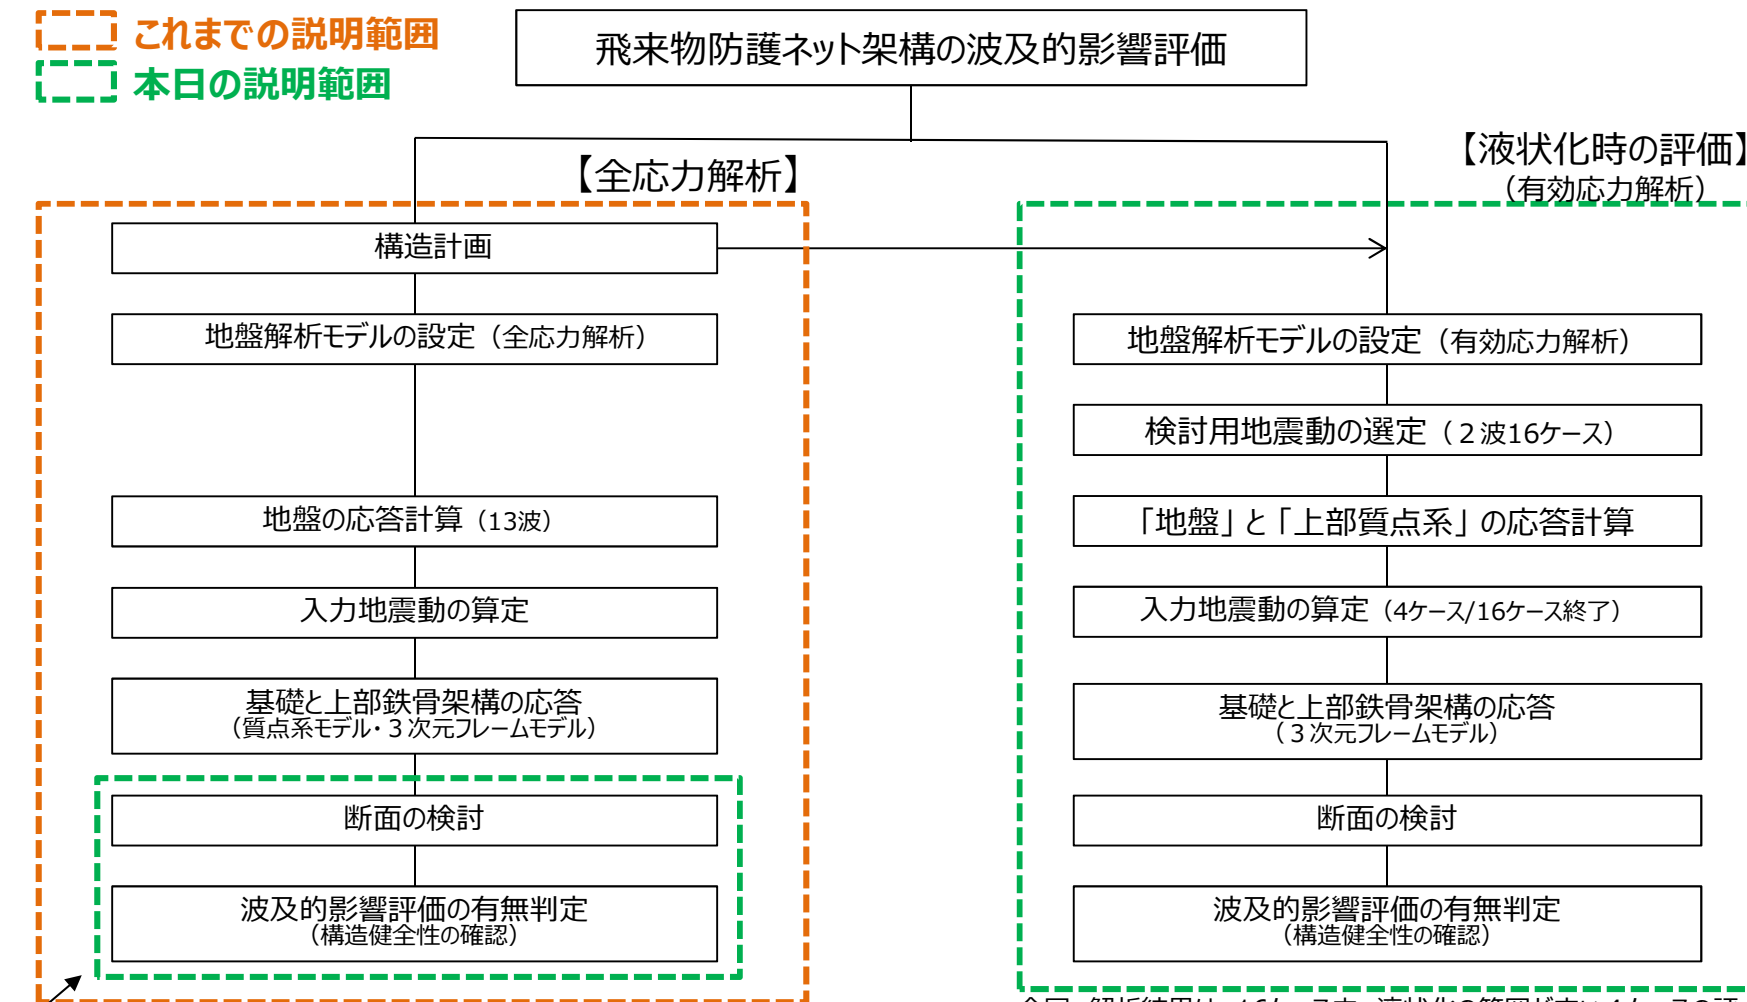 これまでの説明範囲
本日の説明範囲
飛来物防護ネット架構の波及的影響評価
【全応力解析】
【液状化時の評価】
（有効応力解析）
構造計画
地盤解析モデルの設定（全応力解析）
地盤の応答計算（13波）
入力地震動の算定
基礎と上部鉄骨架構の応答
（質点系モデル・３次元フレームモデル）
断面の検討
波及的影響評価の有無判定
（構造健全性の確認）
地盤解析モデルの設定（有効応力解析）
検討用地震動の選定（２波16ケース）
「地盤」と「上部質点系」の応答計算
入力地震動の算定（4ケース/16ケース終了）
基礎と上部鉄骨架構の応答
（３次元フレームモデル）
断面の検討
波及的影響評価の有無判定
（構造健全性の確認）